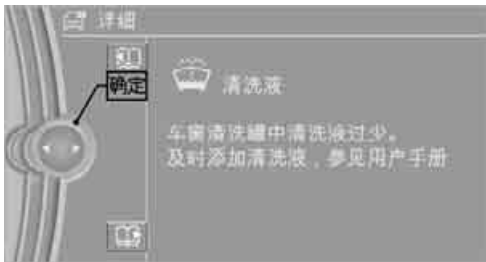 详细
确定
清洗液
车窗清洗罐中清洗液过少。
及时添加清洗液，参见用户手册